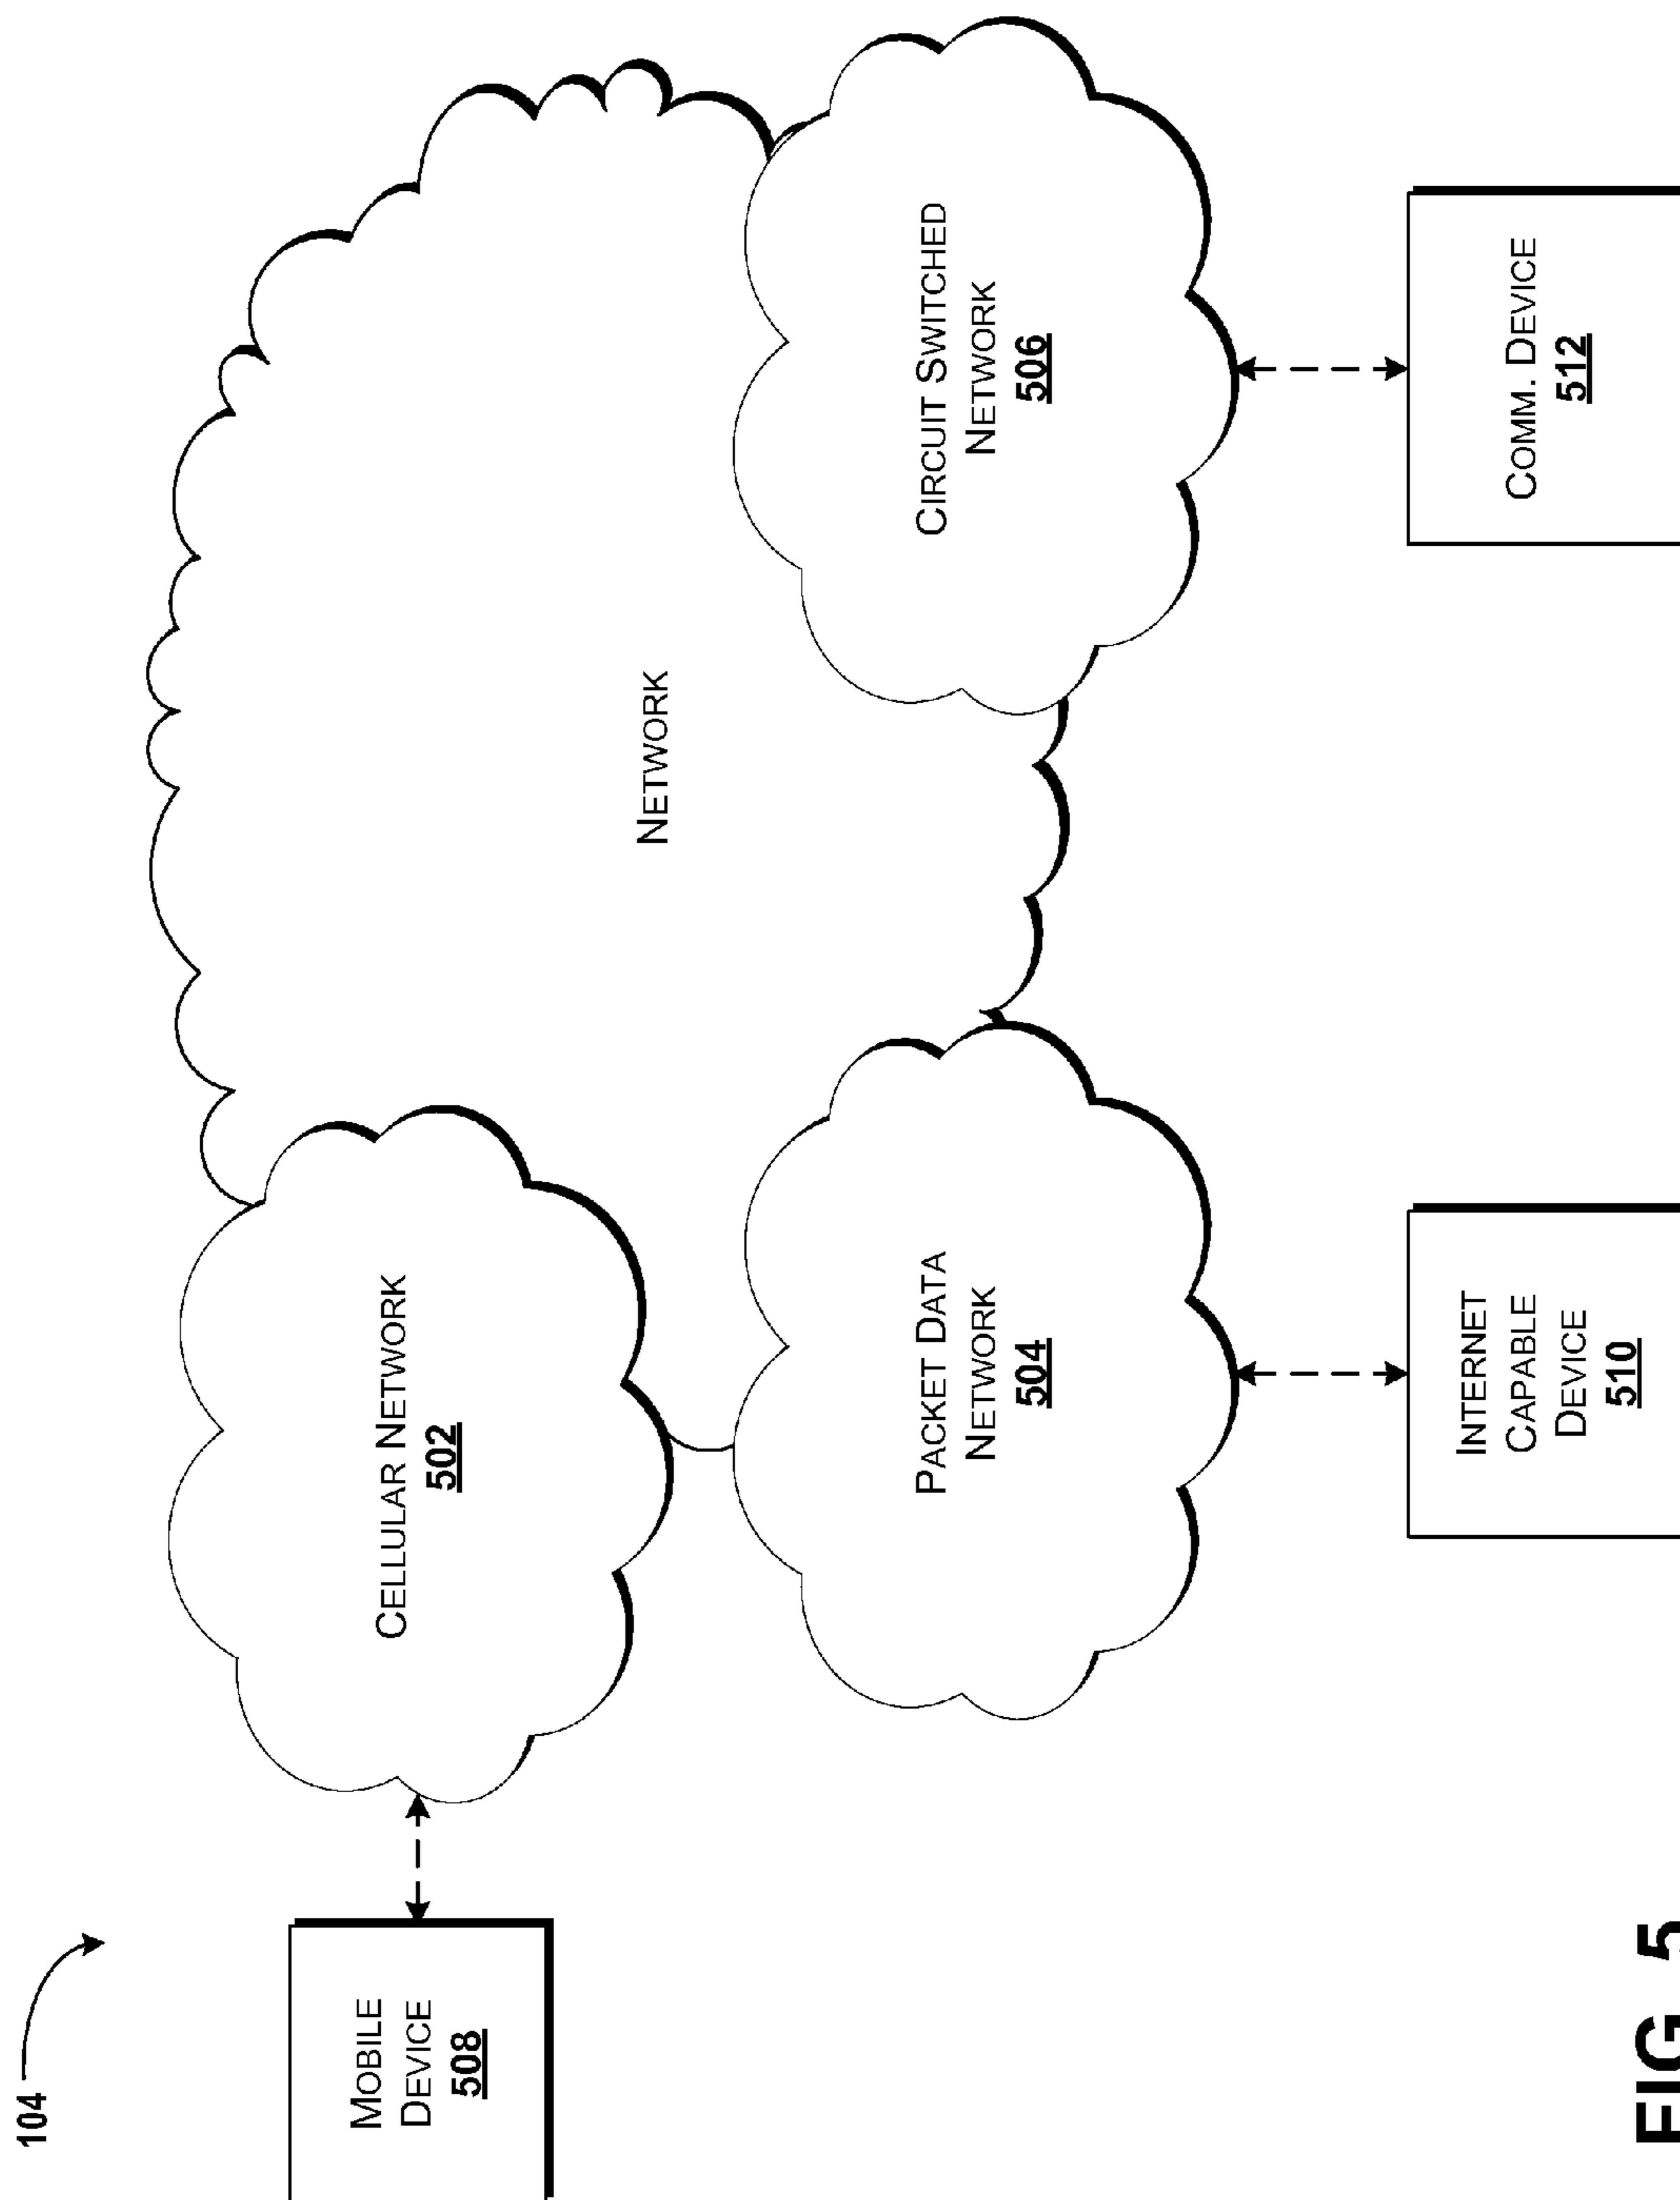 104
MOBILE
DEVICE
508
CELLULAR NETWORK
502
NETWORK
PACKET DATA
NETWORK
504
CIRCUIT SWITCHED
NETWORK
506
INTERNET
CAPABLE
DEVICE
510
COMM. DEVICE
512
FIG. 5